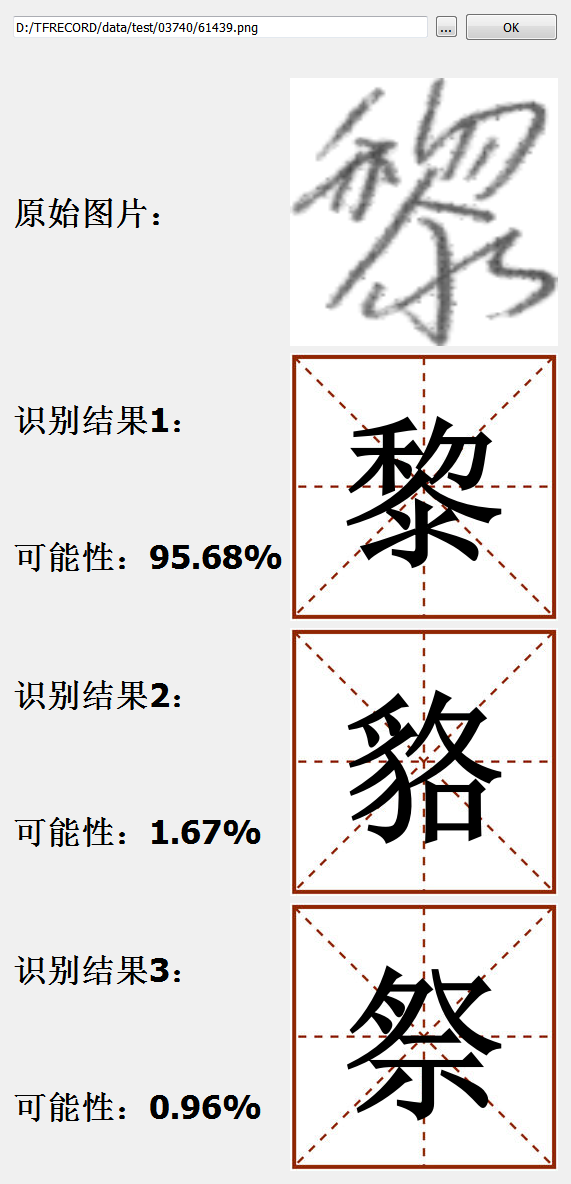 D:/TFRECORD/data/test/03740/61439.png ... OK
原始图片： 黎
识别结果1： 黎
可能性：95.68%
识别结果2： 貉
可能性：1.67%
识别结果3： 祭
可能性：0.96%